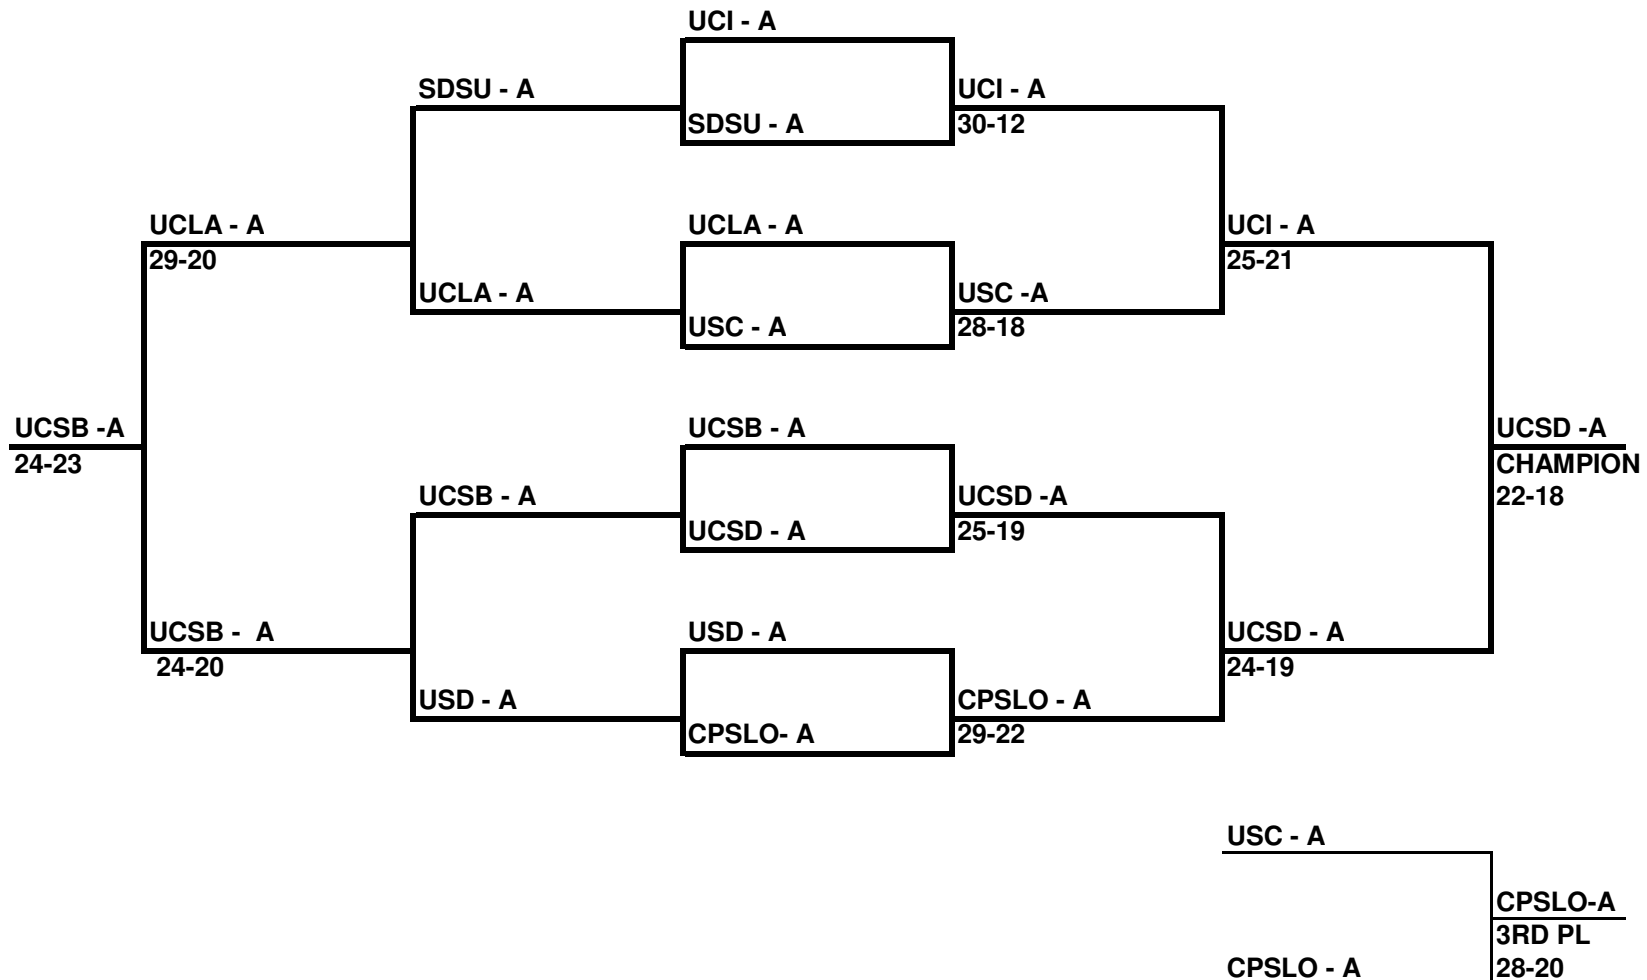 UCI - A
SDSU - A
UCI - A
SDSU - A
30-12
UCLA - A
UCLA - A
UCI - A
29-20
25-21
UCLA - A
USC -A
USC - A
28-18
UCSB -A
UCSB - A
UCSD -A
24-23
CHAMPION
UCSB - A
UCSD -A
22-18
UCSD - A
25-19
UCSB -  A
USD - A
UCSD - A
24-20
24-19
USD - A
CPSLO - A
CPSLO- A
29-22
USC - A
CPSLO-A
3RD PL
CPSLO - A
28-20